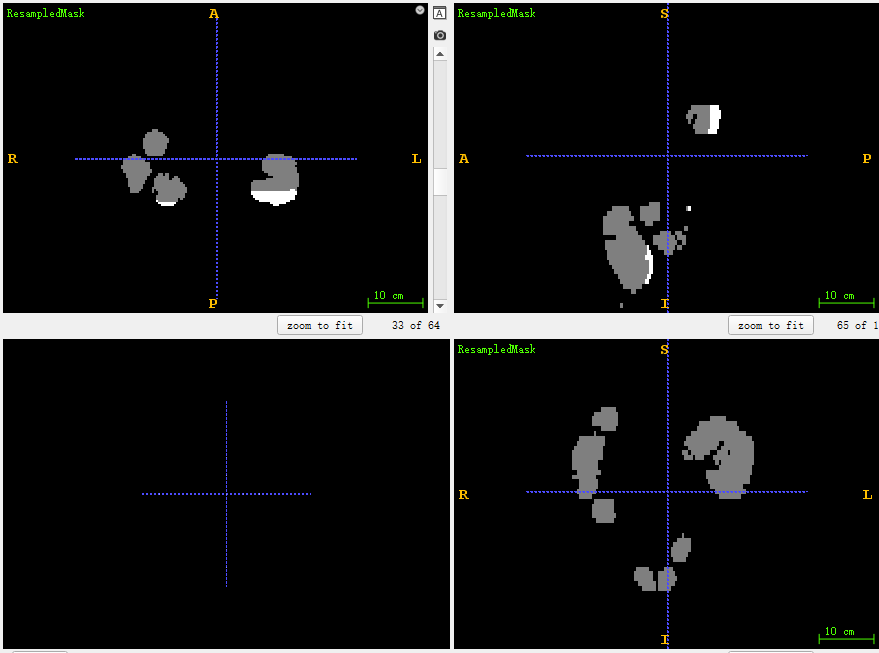 ResampledMask
A
A
R
L
P
10 cm
zoom to fit
33 of 64
ResampledMask
S
A
P
I
10 cm
zoom to fit
65 of 1
ResampledMask
S
R
L
I
10 cm